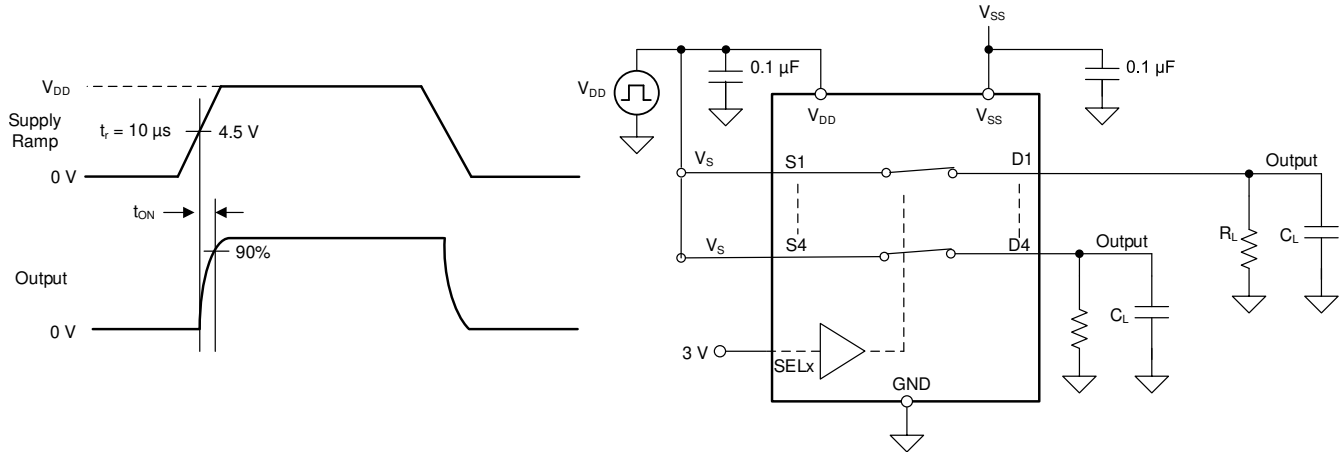 V_DD
Supply
Ramp
t_r = 10 µs
4.5 V
0 V
t_ON
90%
Output
0 V
V_SS
0.1 µF
0.1 µF
V_DD
V_DD
V_SS
V_S
S1
D1
Output
V_S
S4
D4
Output
R_L
C_L
C_L
3 V
SELx
GND